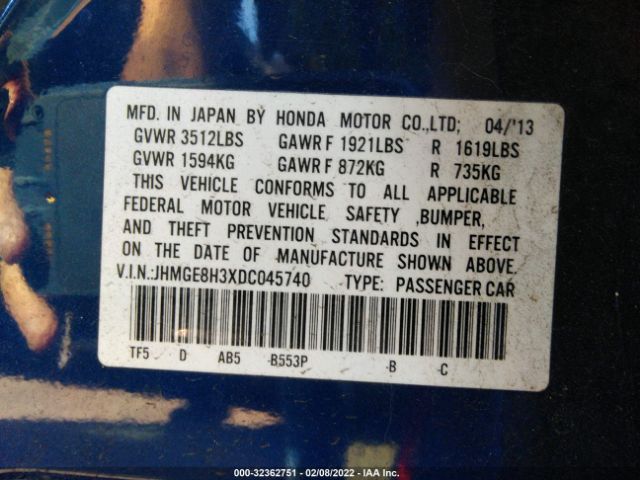 MFD. IN JAPAN BY HONDA MOTOR CO.,LTD; 04/'13
GVWR 3512LBS GAWR F 1921LBS R 1619LBS
GVWR 1594KG GAWR F 872KG R 735KG
THIS VEHICLE CONFORMS TO ALL APPLICABLE
FEDERAL MOTOR VEHICLE SAFETY ,BUMPER,
AND THEFT PREVENTION STANDARDS IN EFFECT
ON THE DATE OF MANUFACTURE SHOWN ABOVE.
V.I.N.:JHMGE8H3XDC045740 TYPE: PASSENGER CAR
TF5 D AB5 B553P B C
000-32362751 - 02/08/2022 - IAA Inc.